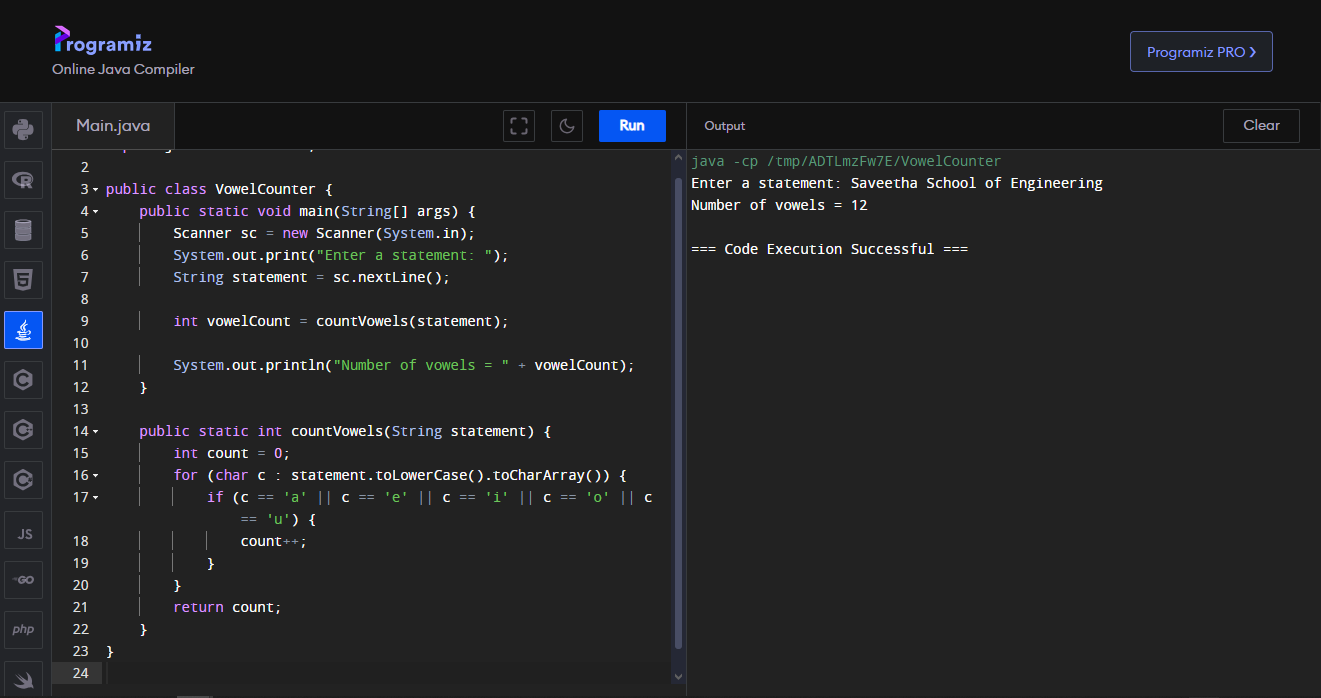 Programiz
Online Java Compiler
Programiz PRO ❯
Main.java
Run
Output
Clear
2
3 public class VowelCounter {
4     public static void main(String[] args) {
5         Scanner sc = new Scanner(System.in);
6         System.out.print("Enter a statement: ");
7         String statement = sc.nextLine();
8
9         int vowelCount = countVowels(statement);
10
11         System.out.println("Number of vowels = " + vowelCount);
12     }
13
14     public static int countVowels(String statement) {
15         int count = 0;
16         for (char c : statement.toLowerCase().toCharArray()) {
17             if (c == 'a' || c == 'e' || c == 'i' || c == 'o' || c
== 'u') {
18                 count++;
19             }
20         }
21         return count;
22     }
23 }
24
java -cp /tmp/ADTLmzFw7E/VowelCounter
Enter a statement: Saveetha School of Engineering
Number of vowels = 12
=== Code Execution Successful ===
JS
GO
php